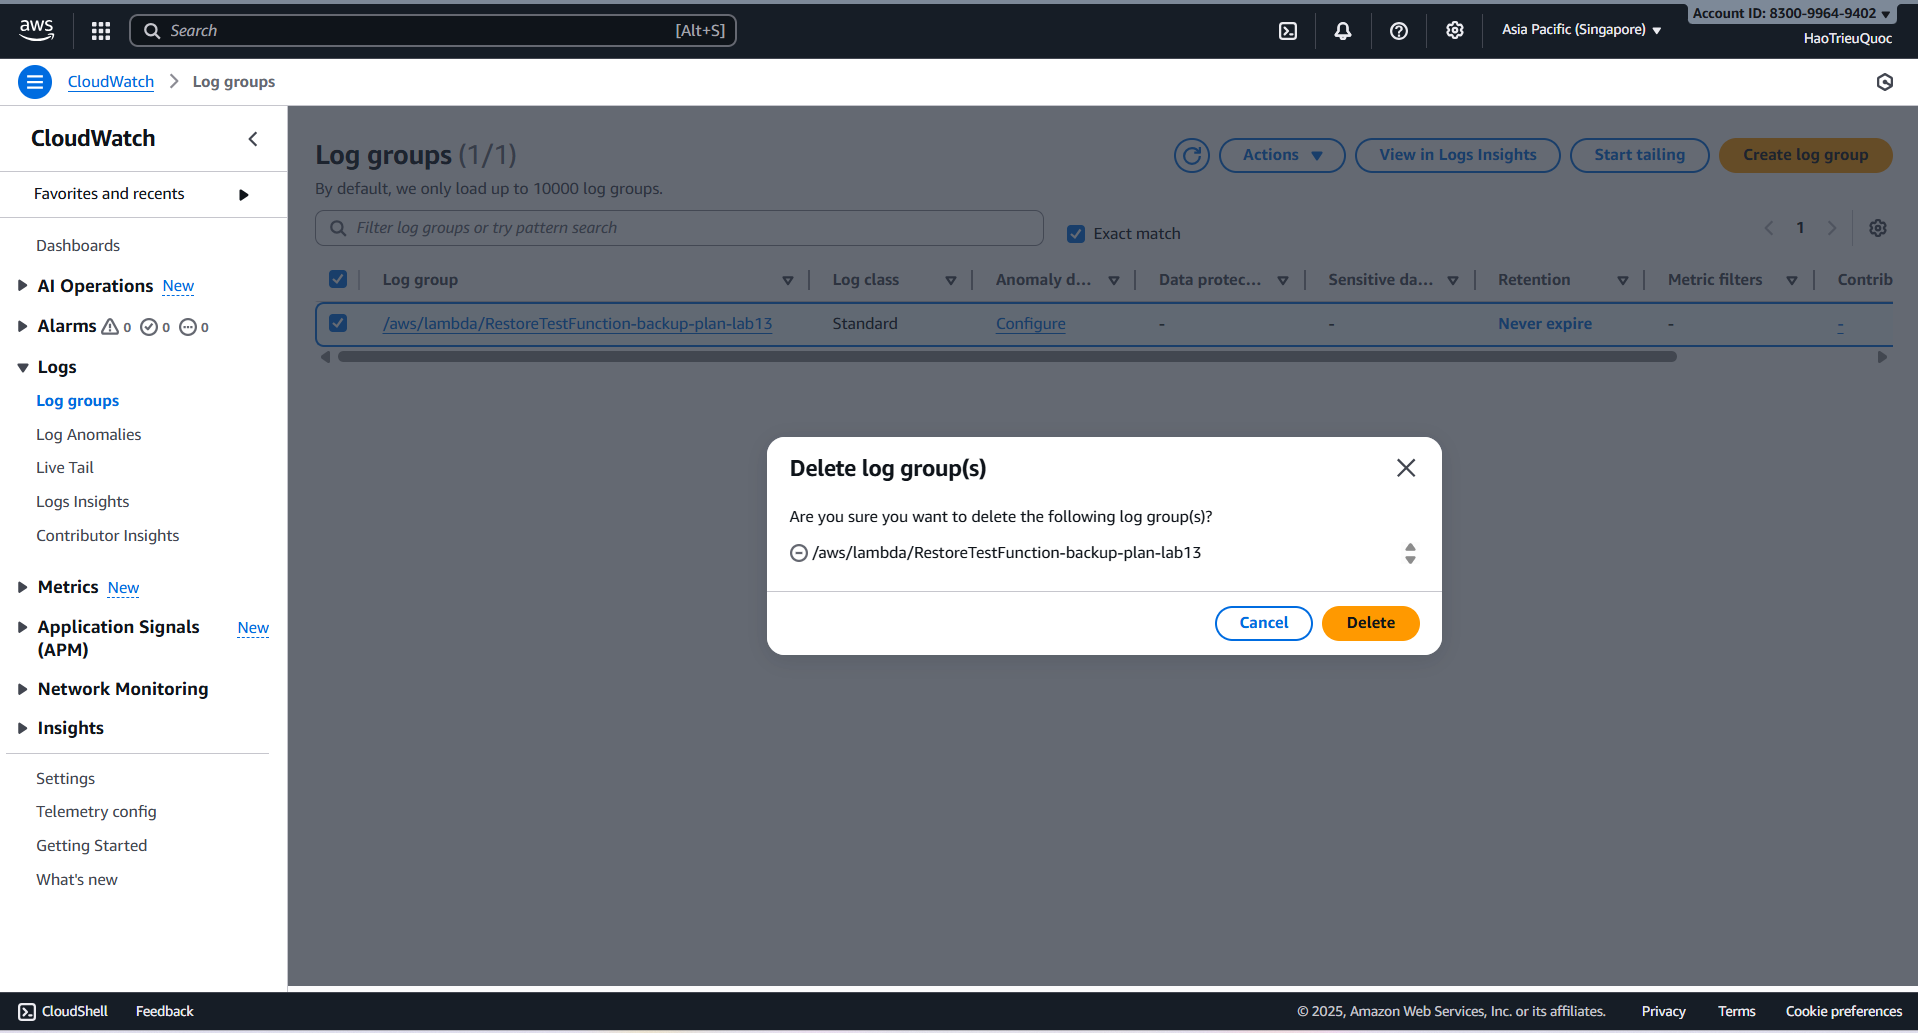 aws
Search [Alt+S]
Asia Pacific (Singapore)
Account ID: 8300-9964-9402
HaoTrieuQuoc
CloudWatch
Log groups
CloudWatch
Favorites and recents
Dashboards
AI Operations New
Alarms 0 0 0
Logs
Log groups
Log Anomalies
Live Tail
Logs Insights
Contributor Insights
Metrics New
Application Signals New
(APM)
Network Monitoring
Insights
Settings
Telemetry config
Getting Started
What's new
Log groups (1/1)
Actions
View in Logs Insights
Start tailing
Create log group
By default, we only load up to 10000 log groups.
Filter log groups or try pattern search
Exact match
1
Log group
Log class
Anomaly d...
Data protec...
Sensitive da...
Retention
Metric filters
Contrib
/aws/lambda/RestoreTestFunction-backup-plan-lab13
Standard
Configure
-
-
Never expire
-
-
Delete log group(s)
Are you sure you want to delete the following log group(s)?
/aws/lambda/RestoreTestFunction-backup-plan-lab13
Cancel
Delete
CloudShell
Feedback
© 2025, Amazon Web Services, Inc. or its affiliates.
Privacy
Terms
Cookie preferences